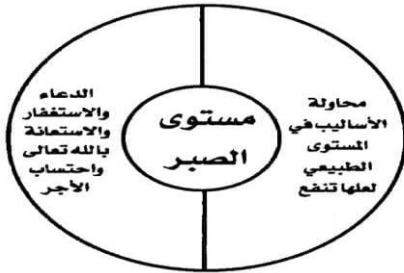 محاولة
الأساليب في
المستوى
الطبيعي
لعلها تنفع
مستوى
الصبر
الدعاء
والاستغفار
والاستعانة
بالله تعالى
واحتساب
الأجر